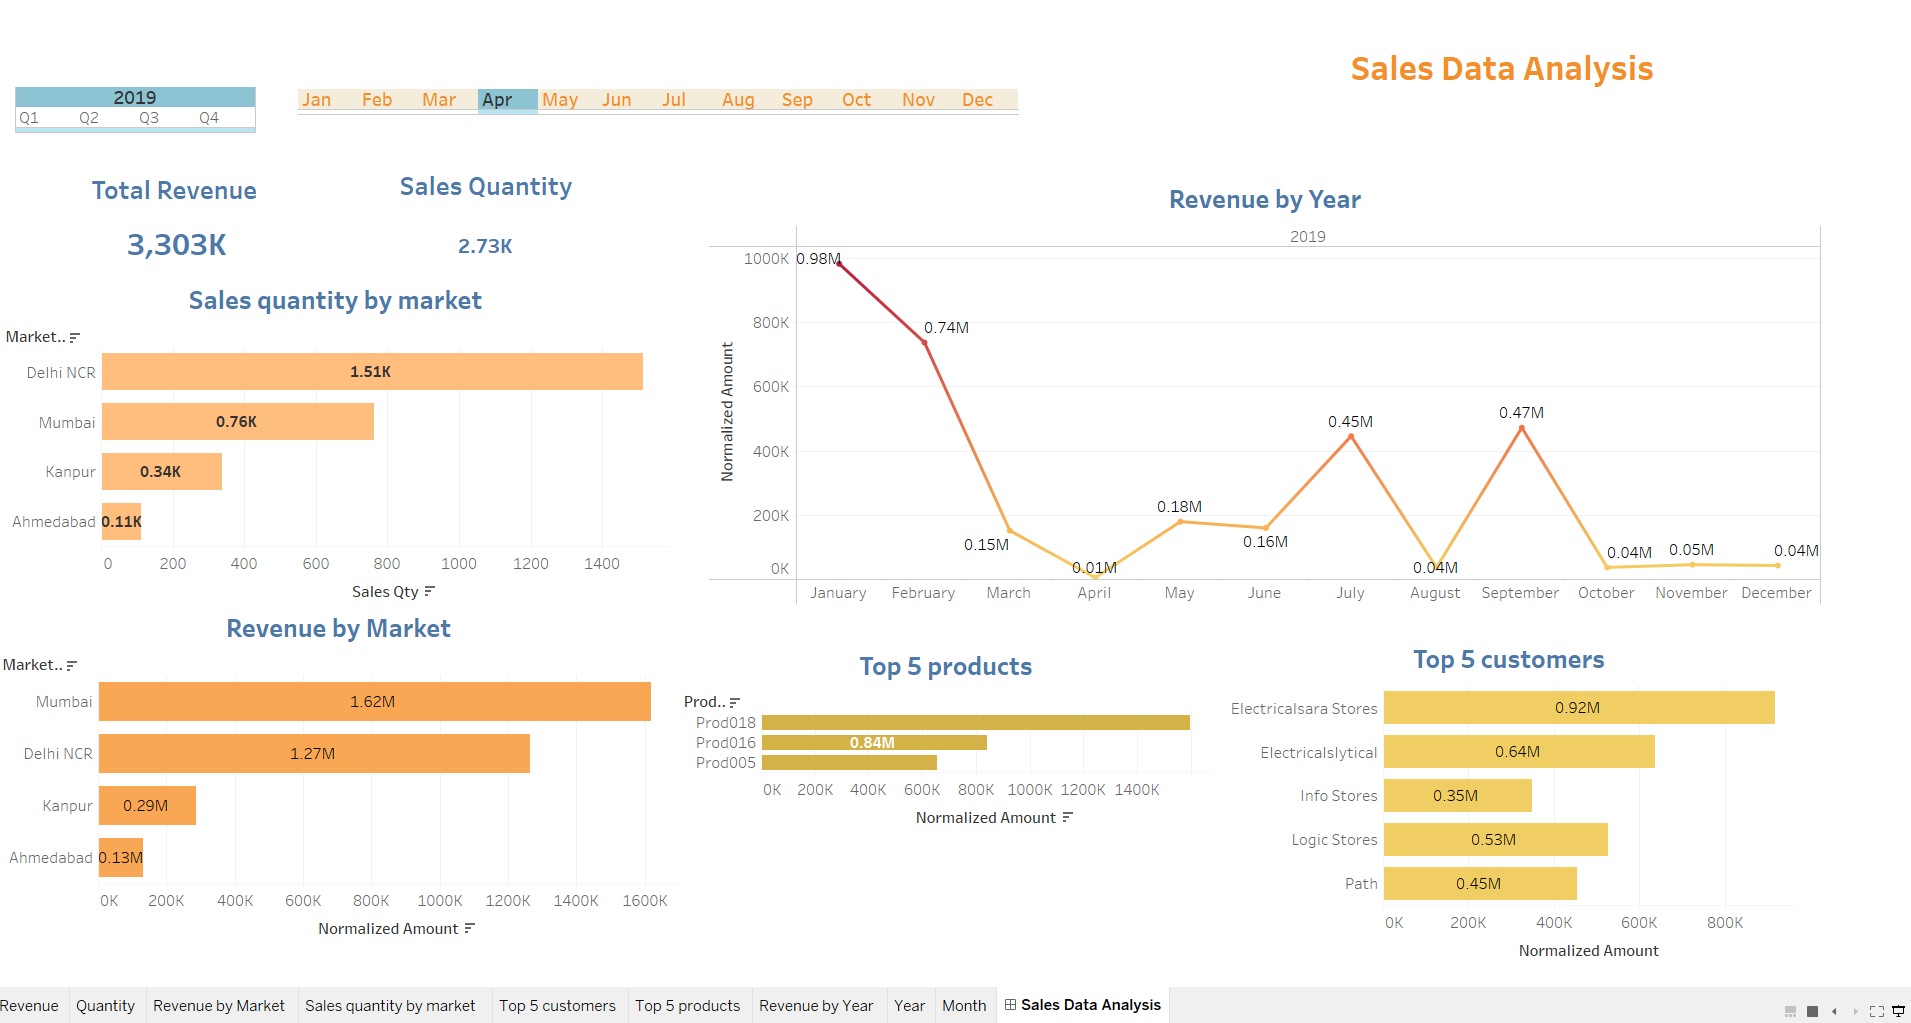 Sales Data Analysis
2019
Q1 Q2 Q3 Q4
Jan Feb Mar Apr May Jun Jul Aug Sep Oct Nov Dec
Total Revenue
3,303K
Sales Quantity
2.73K
Sales quantity by market
Market..
Delhi NCR 1.51K
Mumbai 0.76K
Kanpur 0.34K
Ahmedabad 0.11K
0 200 400 600 800 1000 1200 1400
Sales Qty
Revenue by Market
Market..
Mumbai 1.62M
Delhi NCR 1.27M
Kanpur 0.29M
Ahmedabad 0.13M
0K 200K 400K 600K 800K 1000K 1200K 1400K 1600K
Normalized Amount
Revenue by Year
2019
Normalized Amount
1000K
800K
600K
400K
200K
0K
0.98M 0.74M 0.15M 0.01M 0.18M 0.16M 0.45M 0.04M 0.47M 0.04M 0.05M 0.04M
January February March April May June July August September October November December
Top 5 products
Prod..
Prod018
Prod016 0.84M
Prod005
0K 200K 400K 600K 800K 1000K 1200K 1400K
Normalized Amount
Top 5 customers
Electricalsara Stores 0.92M
Electricalslytical 0.64M
Info Stores 0.35M
Logic Stores 0.53M
Path 0.45M
0K 200K 400K 600K 800K
Normalized Amount
Revenue Quantity Revenue by Market Sales quantity by market Top 5 customers Top 5 products Revenue by Year Year Month Sales Data Analysis